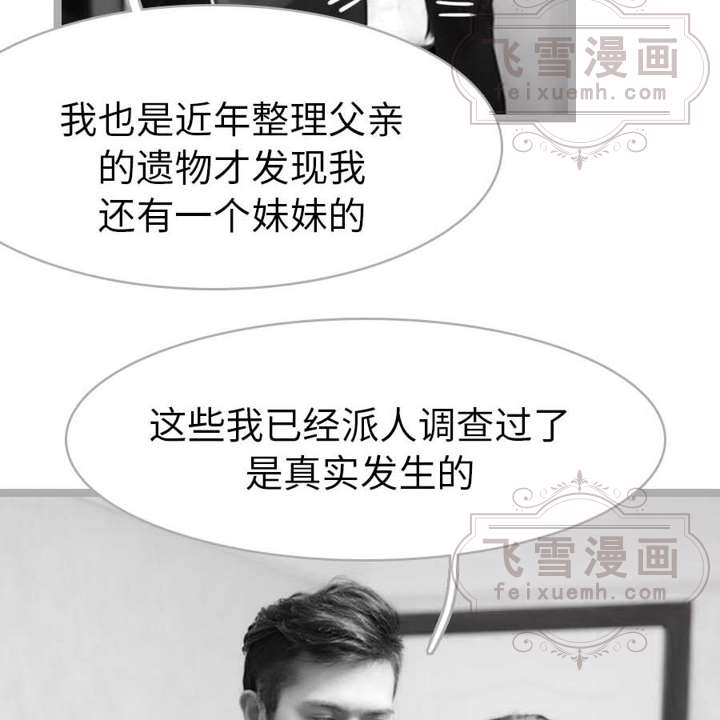 飞雪漫画
feixuemh.com
我也是近年整理父亲
的遗物才发现我
还有一个妹妹的
这些我已经派人调查过了
是真实发生的
飞雪漫画
feixuemh.com